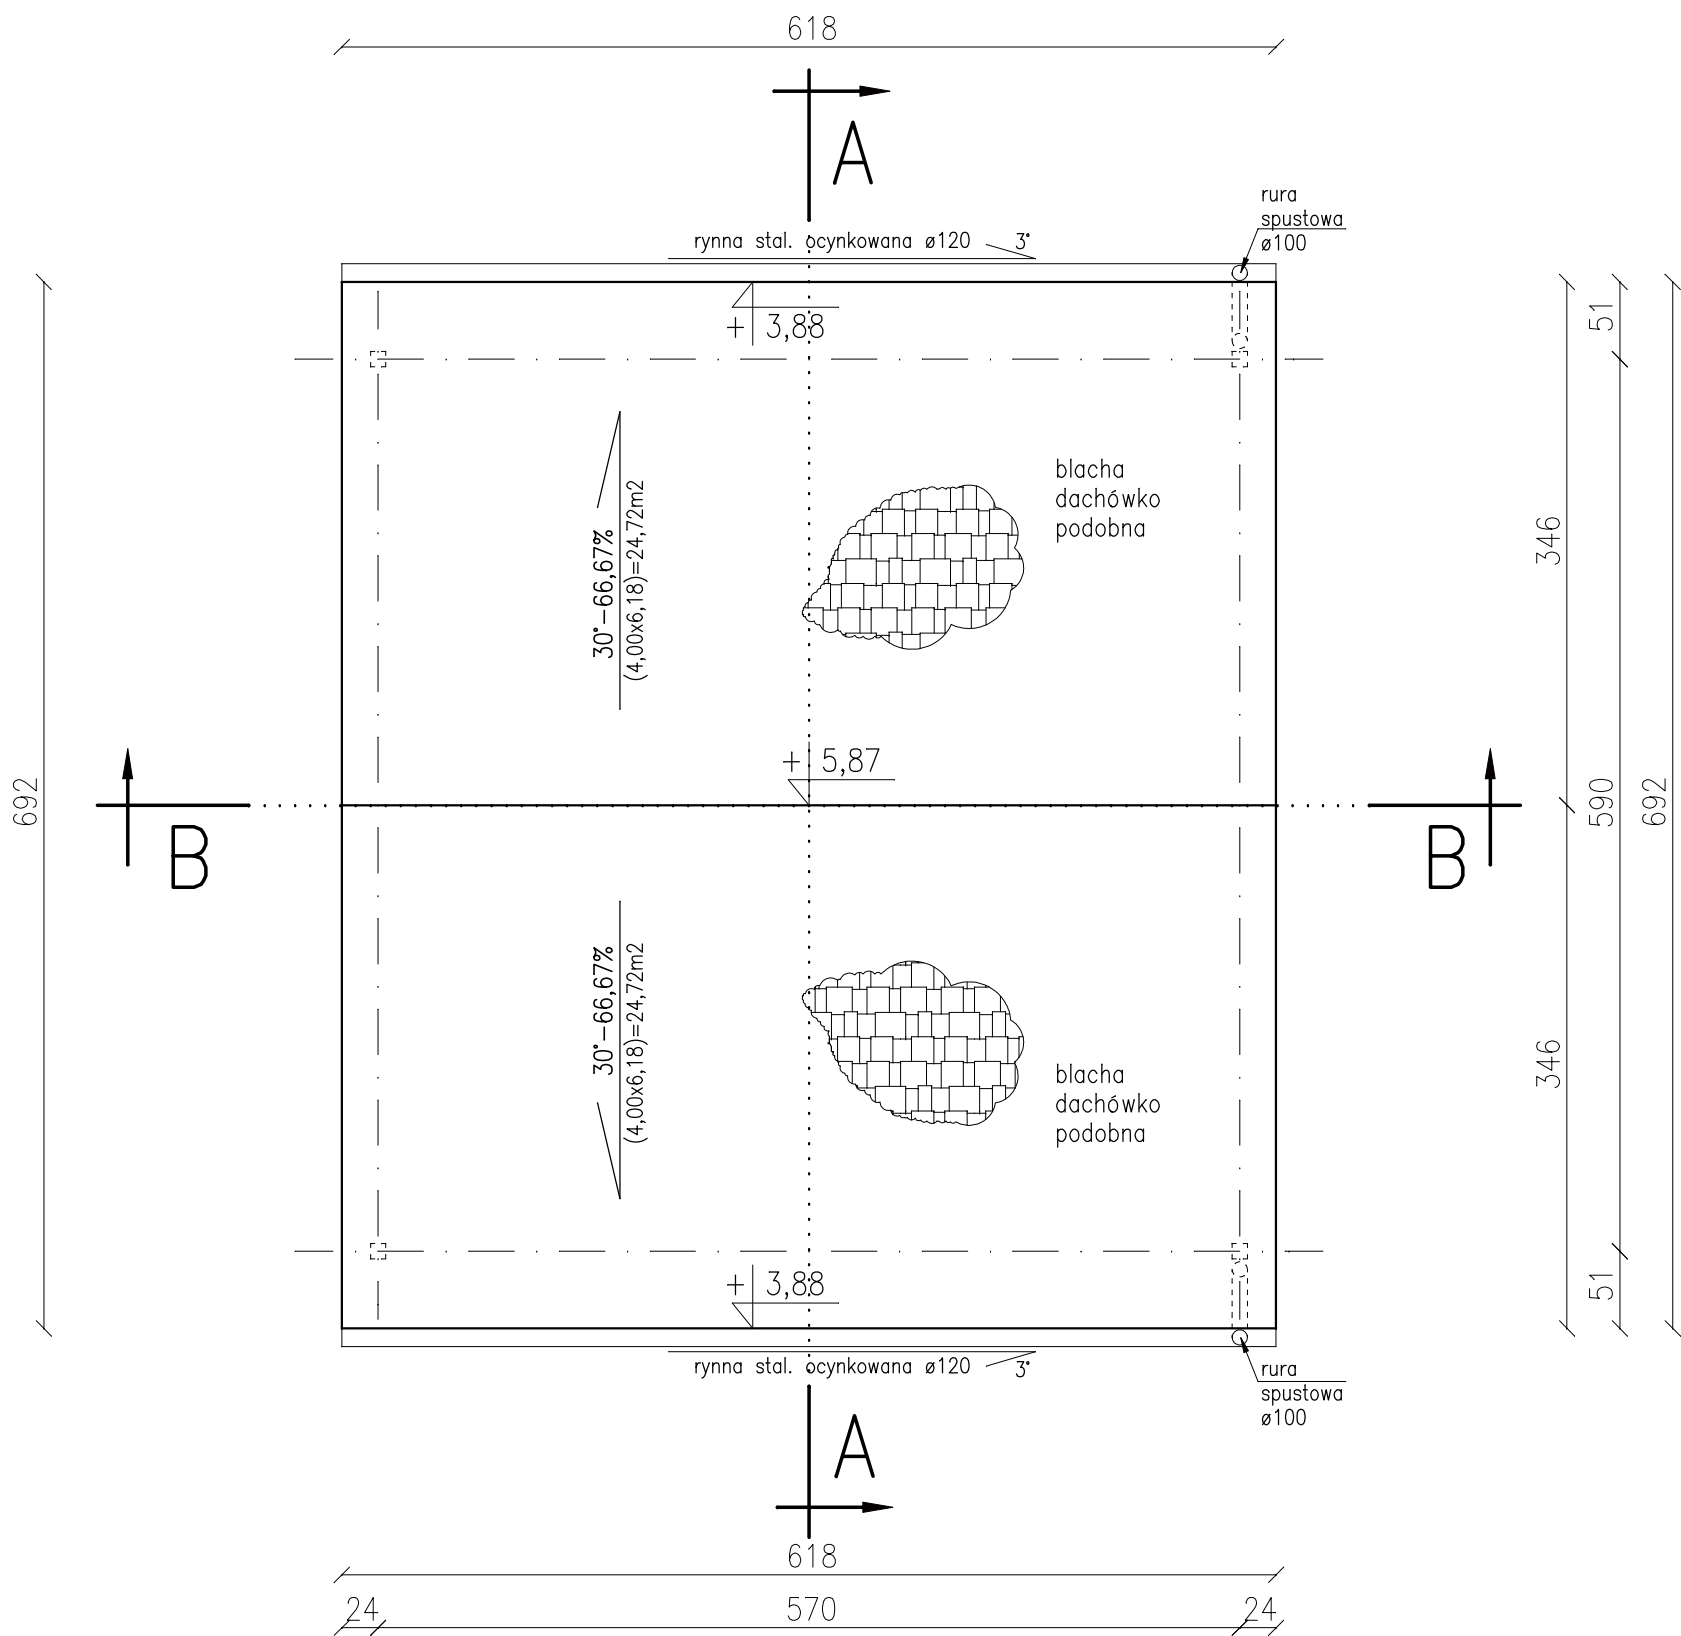 618
A
rura
spustowa
ø100
rynna stal. ocynkowana ø120 3°
+ 3,88
51
blacha
dachówko
podobna
30°-66,67%
(4,00x6,18)=24,72m2
346
+ 5,87
692
B
B
590
692
30°-66,67%
(4,00x6,18)=24,72m2
346
blacha
dachówko
podobna
+ 3,88
51
rynna stal. ocynkowana ø120 3°
rura
spustowa
ø100
A
618
24
570
24